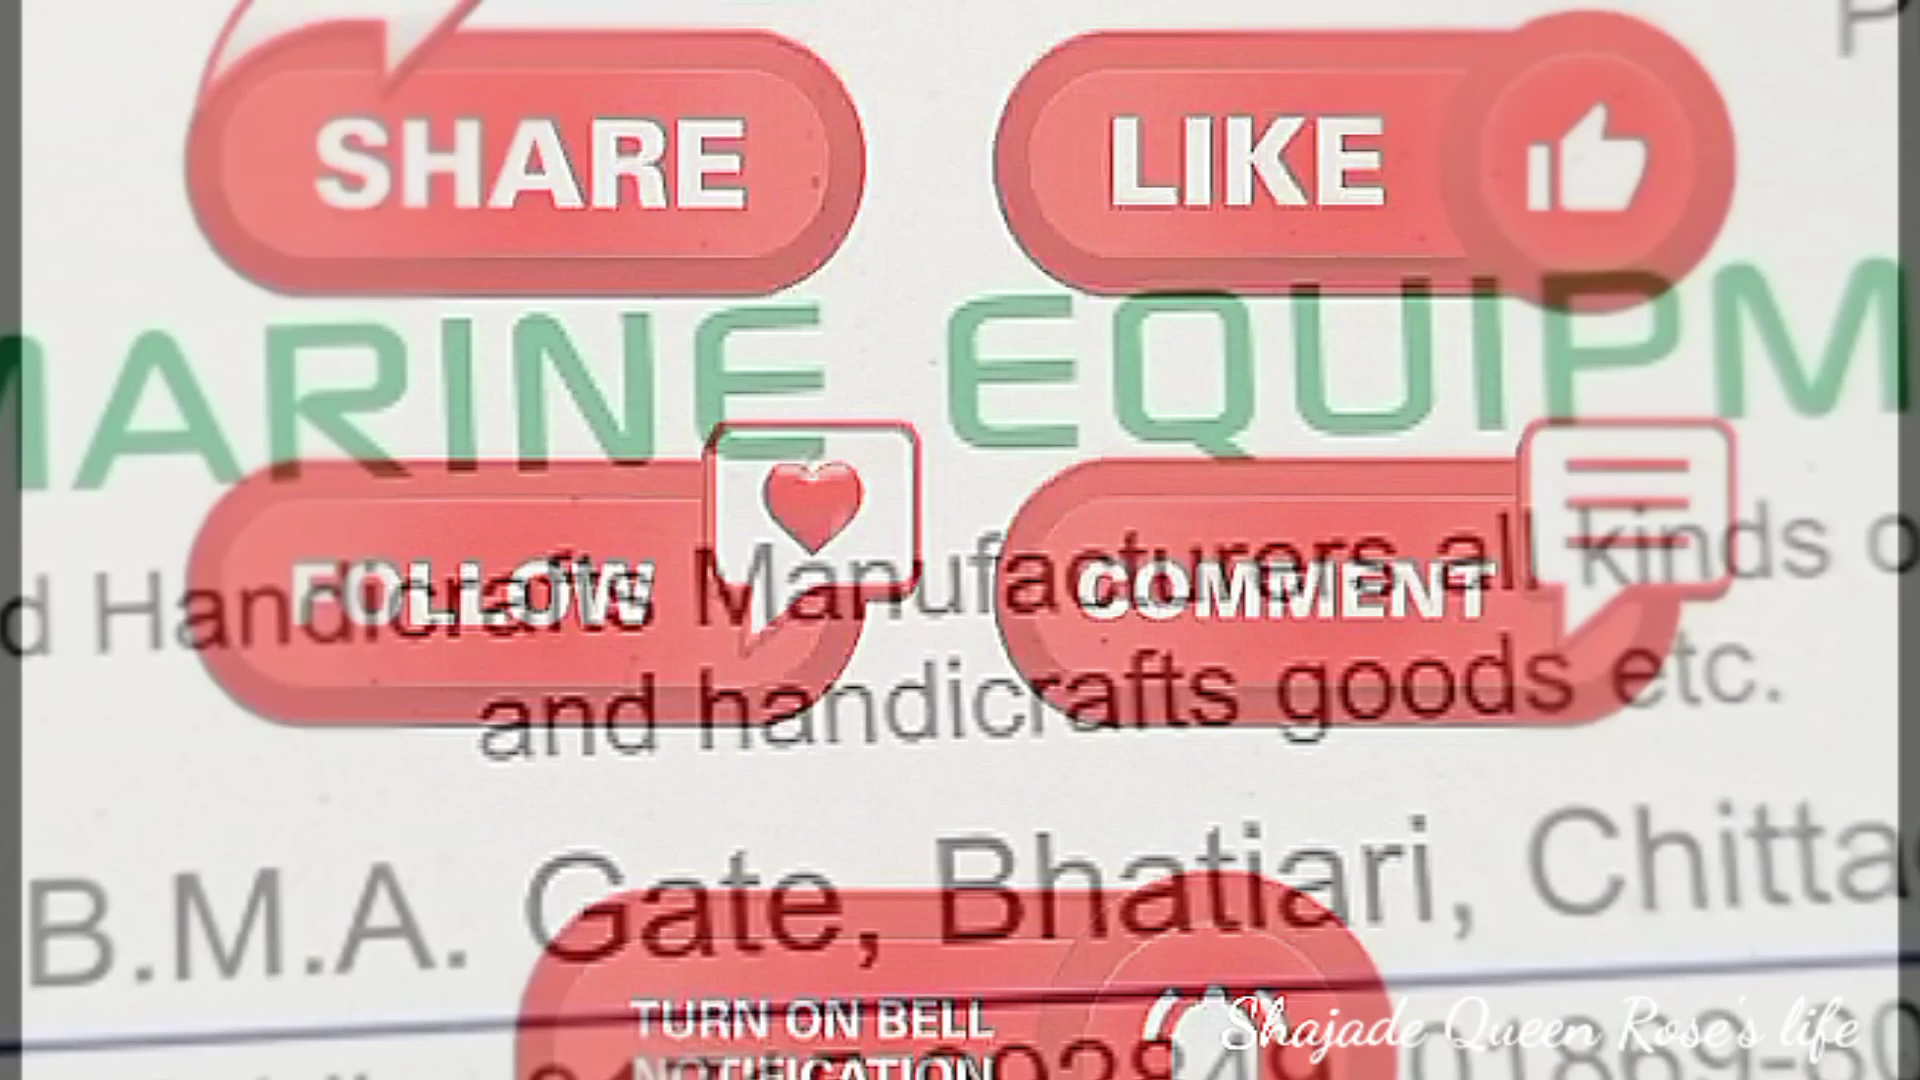 SHARE
LIKE
MARINE EQUIPM
FOLLOW
COMMENT
d Handicrafts Manufacturers all kinds o
and handicrafts goods etc.
B.M.A. Gate, Bhatiari, Chitta
TURN ON BELL
NOTIFICATION
Shajade Queen Rose's life